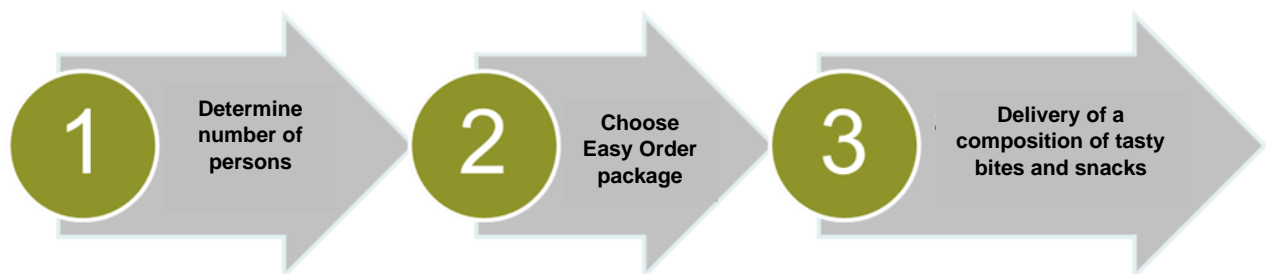 1
Determine
number of
persons
2
Choose
Easy Order
package
3
Delivery of a
composition of tasty
bites and snacks